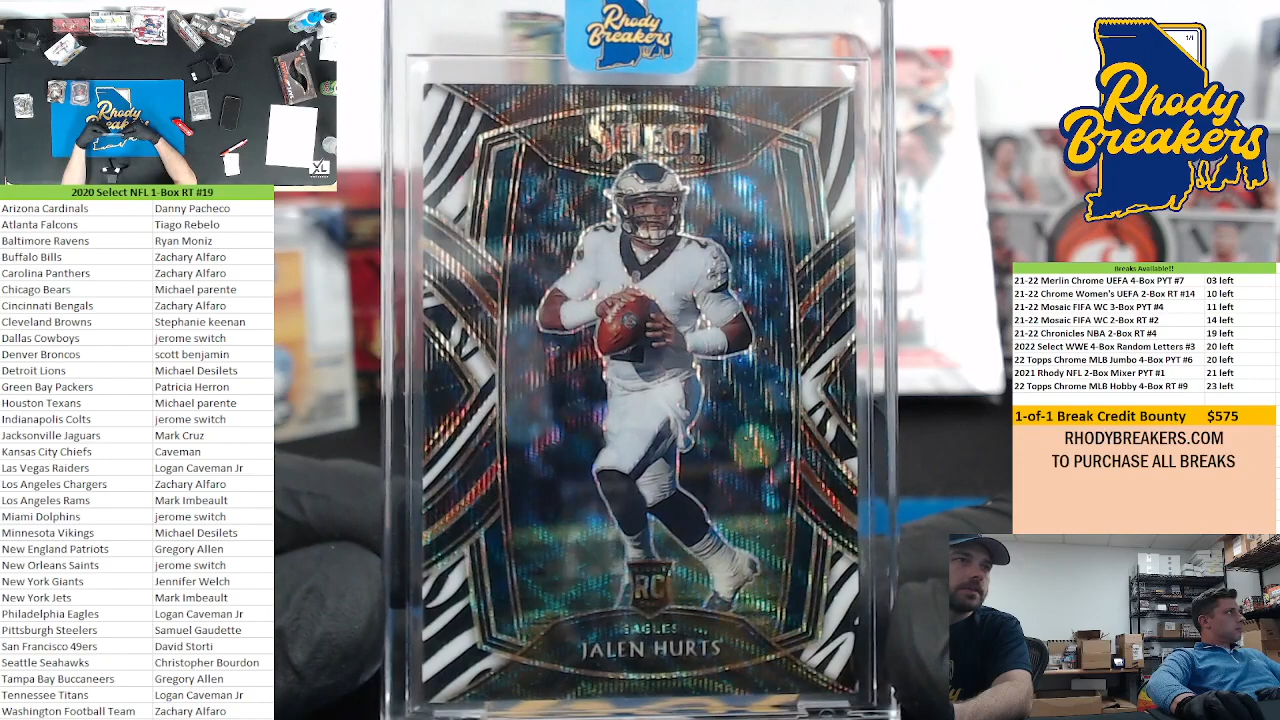 2020 Select NFL 1-Box RT #19
Arizona Cardinals Danny Pacheco
Atlanta Falcons Tiago Rebelo
Baltimore Ravens Ryan Moniz
Buffalo Bills Zachary Alfaro
Carolina Panthers Zachary Alfaro
Chicago Bears Michael parente
Cincinnati Bengals Zachary Alfaro
Cleveland Browns Stephanie keenan
Dallas Cowboys jerome switch
Denver Broncos scott benjamin
Detroit Lions Michael Desilets
Green Bay Packers Patricia Herron
Houston Texans Michael parente
Indianapolis Colts jerome switch
Jacksonville Jaguars Mark Cruz
Kansas City Chiefs Caveman
Las Vegas Raiders Logan Caveman Jr
Los Angeles Chargers Zachary Alfaro
Los Angeles Rams Mark Imbeault
Miami Dolphins jerome switch
Minnesota Vikings Michael Desilets
New England Patriots Gregory Allen
New Orleans Saints jerome switch
New York Giants Jennifer Welch
New York Jets Mark Imbeault
Philadelphia Eagles Logan Caveman Jr
Pittsburgh Steelers Samuel Gaudette
San Francisco 49ers David Storti
Seattle Seahawks Christopher Bourdon
Tampa Bay Buccaneers Gregory Allen
Tennessee Titans Logan Caveman Jr
Washington Football Team Zachary Alfaro
Rhody
Breakers
XL
Rhody
Breakers
SELECT
RC
EAGLES
JALEN HURTS
1/1
Rhody
Breakers
Breaks Available!!
21-22 Merlin Chrome UEFA 4-Box PYT #7 03 left
21-22 Chrome Women's UEFA 2-Box RT #14 10 left
21-22 Mosaic FIFA WC 3-Box PYT #4 11 left
21-22 Mosaic FIFA WC 2-Box RT #2 14 left
21-22 Chronicles NBA 2-Box RT #4 19 left
2022 Select WWE 4-Box Random Letters #3 20 left
22 Topps Chrome MLB Jumbo 4-Box PYT #6 20 left
2021 Rhody NFL 2-Box Mixer PYT #1 21 left
22 Topps Chrome MLB Hobby 4-Box RT #9 23 left
1-of-1 Break Credit Bounty $575
RHODYBREAKERS.COM
TO PURCHASE ALL BREAKS